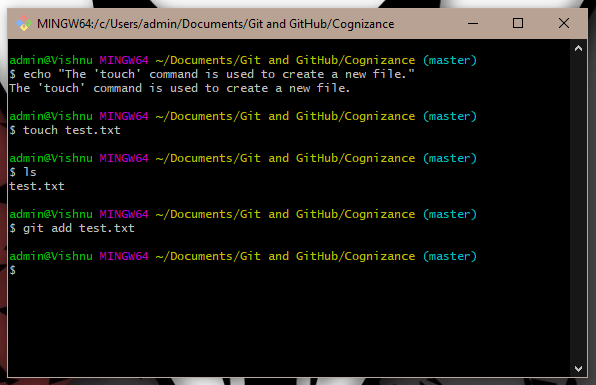 MINGW64:/c/Users/admin/Documents/Git and GitHub/Cognizance
admin@Vishnu MINGW64 ~/Documents/Git and GitHub/Cognizance (master)
$ echo "The 'touch' command is used to create a new file."
The 'touch' command is used to create a new file.
admin@Vishnu MINGW64 ~/Documents/Git and GitHub/Cognizance (master)
$ touch test.txt
admin@Vishnu MINGW64 ~/Documents/Git and GitHub/Cognizance (master)
$ ls
test.txt
admin@Vishnu MINGW64 ~/Documents/Git and GitHub/Cognizance (master)
$ git add test.txt
admin@Vishnu MINGW64 ~/Documents/Git and GitHub/Cognizance (master)
$